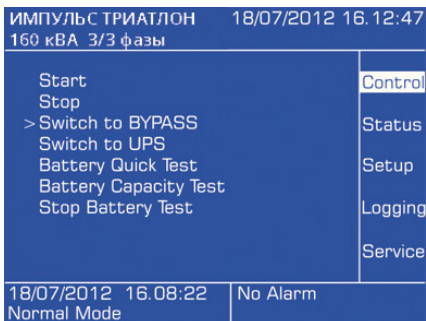 ИМПУЛЬС ТРИАТЛОН 18/07/2012 16.12:47
160 кВА 3/3 фазы
Start
Stop
>Switch to BYPASS
Switch to UPS
Battery Quick Test
Battery Capacity Test
Stop Battery Test
Control
Status
Setup
Logging
Service
18/07/2012 16.08:22 No Alarm
Normal Mode